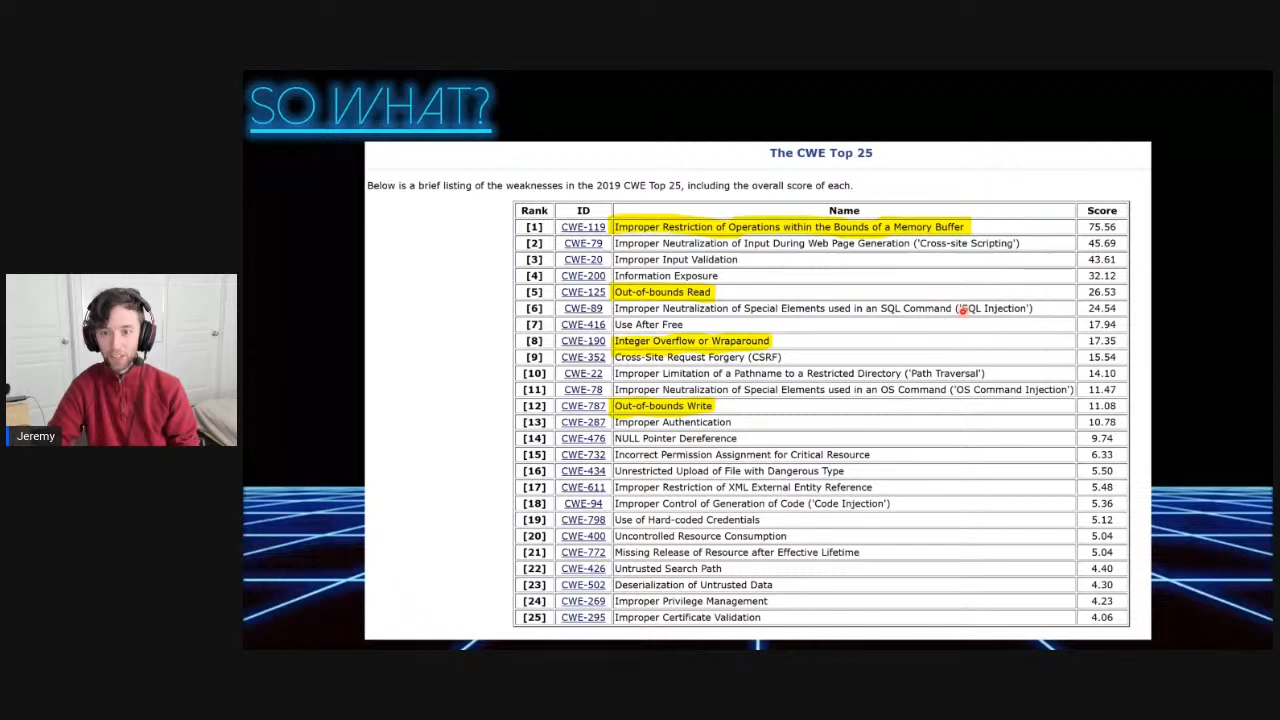 SO WHAT?
The CWE Top 25
Below is a brief listing of the weaknesses in the 2019 CWE Top 25, including the overall score of each.
Rank ID Name Score
[1] CWE-119 Improper Restriction of Operations within the Bounds of a Memory Buffer 75.56
[2] CWE-79 Improper Neutralization of Input During Web Page Generation ('Cross-site Scripting') 45.69
[3] CWE-20 Improper Input Validation 43.61
[4] CWE-200 Information Exposure 32.12
[5] CWE-125 Out-of-bounds Read 26.53
[6] CWE-89 Improper Neutralization of Special Elements used in an SQL Command ('SQL Injection') 24.54
[7] CWE-416 Use After Free 17.94
[8] CWE-190 Integer Overflow or Wraparound 17.35
[9] CWE-352 Cross-Site Request Forgery (CSRF) 15.54
[10] CWE-22 Improper Limitation of a Pathname to a Restricted Directory ('Path Traversal') 14.10
[11] CWE-78 Improper Neutralization of Special Elements used in an OS Command ('OS Command Injection') 11.47
[12] CWE-787 Out-of-bounds Write 11.08
[13] CWE-287 Improper Authentication 10.78
[14] CWE-476 NULL Pointer Dereference 9.74
[15] CWE-732 Incorrect Permission Assignment for Critical Resource 6.33
[16] CWE-434 Unrestricted Upload of File with Dangerous Type 5.50
[17] CWE-611 Improper Restriction of XML External Entity Reference 5.48
[18] CWE-94 Improper Control of Generation of Code ('Code Injection') 5.36
[19] CWE-798 Use of Hard-coded Credentials 5.12
[20] CWE-400 Uncontrolled Resource Consumption 5.04
[21] CWE-772 Missing Release of Resource after Effective Lifetime 5.04
[22] CWE-426 Untrusted Search Path 4.40
[23] CWE-502 Deserialization of Untrusted Data 4.30
[24] CWE-269 Improper Privilege Management 4.23
[25] CWE-295 Improper Certificate Validation 4.06
Jeremy